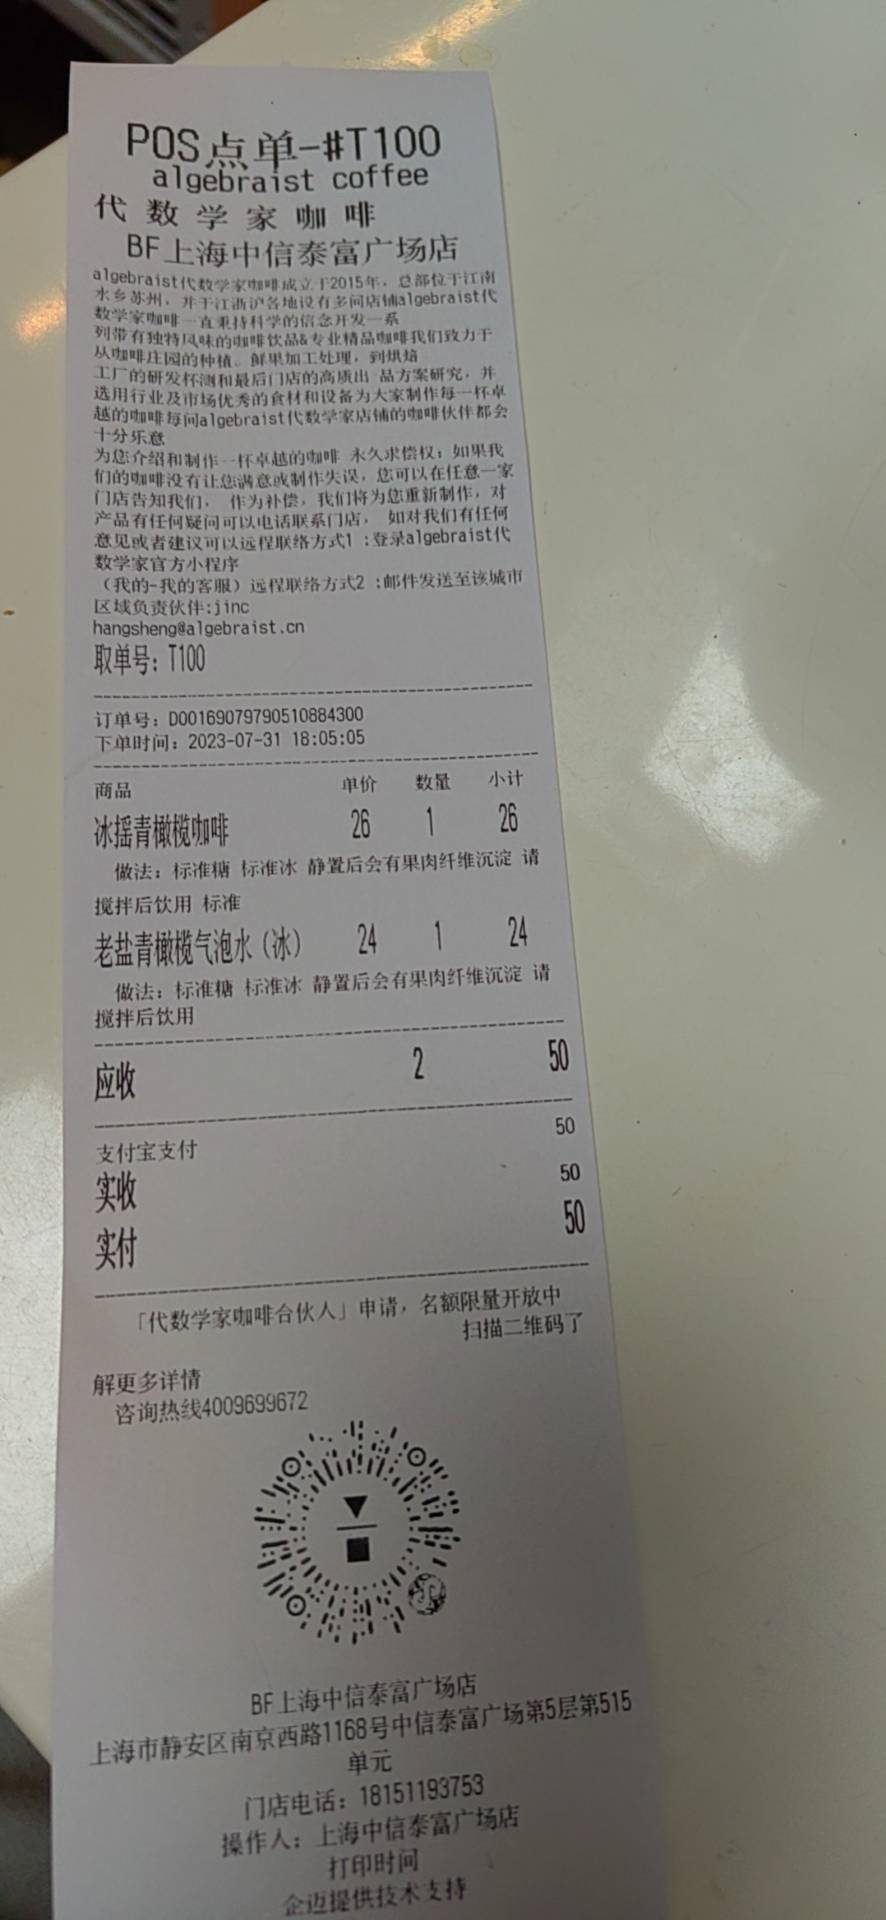 POS点单-#T100
algebraist coffee
代数学家咖啡
BF上海中信泰富广场店
algebraist代数学家咖啡成立于2015年，总部位于江南
水乡苏州，并于江浙沪各地设有多间店铺algebraist代
数学家咖啡一直秉持科学的信念开发一系
列带有独特风味的咖啡饮品&专业精品咖啡我们致力于
从咖啡庄园的种植。鲜果加工处理，到烘焙
工厂的研发杯测和最后门店的高质出 品方案研究，并
选用行业及市场优秀的食材和设备为大家制作每一杯卓
越的咖啡每间algebraist代数学家店铺的咖啡伙伴都会
十分乐意
为您介绍和制作一杯卓越的咖啡 永久求偿权：如果我
们的咖啡没有让您满意或制作失误，您可以在任意一家
门店告知我们， 作为补偿，我们将为您重新制作，对
产品有任何疑问可以电话联系门店， 如对我们有任何
意见或者建议可以远程联络方式1 :登录algebraist代
数学家官方小程序
（我的-我的客服）远程联络方式2 :邮件发送至该城市
区域负责伙伴:jinc
hangsheng@algebraist.cn
取单号：T100
订单号：D00169079790510884300
下单时间：2023-07-31 18:05:05
商品 单价 数量 小计
冰摇青橄榄咖啡 26 1 26
做法：标准糖 标准冰 静置后会有果肉纤维沉淀 请
搅拌后饮用 标准
老盐青橄榄气泡水（冰） 24 1 24
做法：标准糖 标准冰 静置后会有果肉纤维沉淀 请
搅拌后饮用
应收 2 50
支付宝支付 50
实收 50
实付 50
「代数学家咖啡合伙人」申请，名额限量开放中
扫描二维码了
解更多详情
咨询热线4009699672
BF上海中信泰富广场店
上海市静安区南京西路1168号中信泰富广场第5层第515
单元
门店电话：18151193753
操作人：上海中信泰富广场店
打印时间
企迈提供技术支持